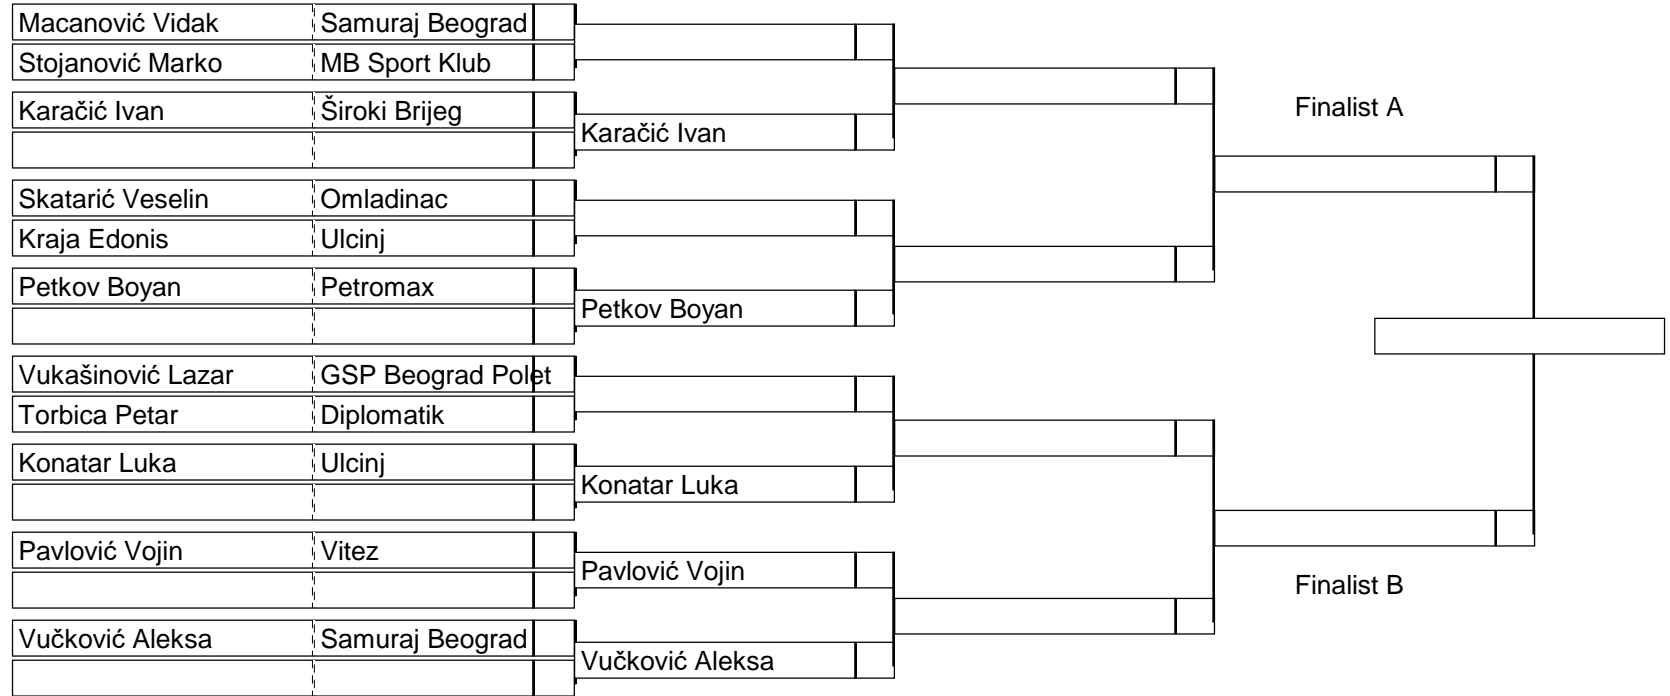 Macanović Vidak Samuraj Beograd
Stojanović Marko MB Sport Klub
Karačić Ivan Široki Brijeg
Finalist A
Karačić Ivan
Skatarić Veselin Omladinac
Kraja Edonis Ulcinj
Petkov Boyan Petromax
Petkov Boyan
Vukašinović Lazar GSP Beograd Polet
Torbica Petar Diplomatik
Konatar Luka Ulcinj
Konatar Luka
Pavlović Vojin Vitez
Pavlović Vojin
Finalist B
Vučković Aleksa Samuraj Beograd
Vučković Aleksa